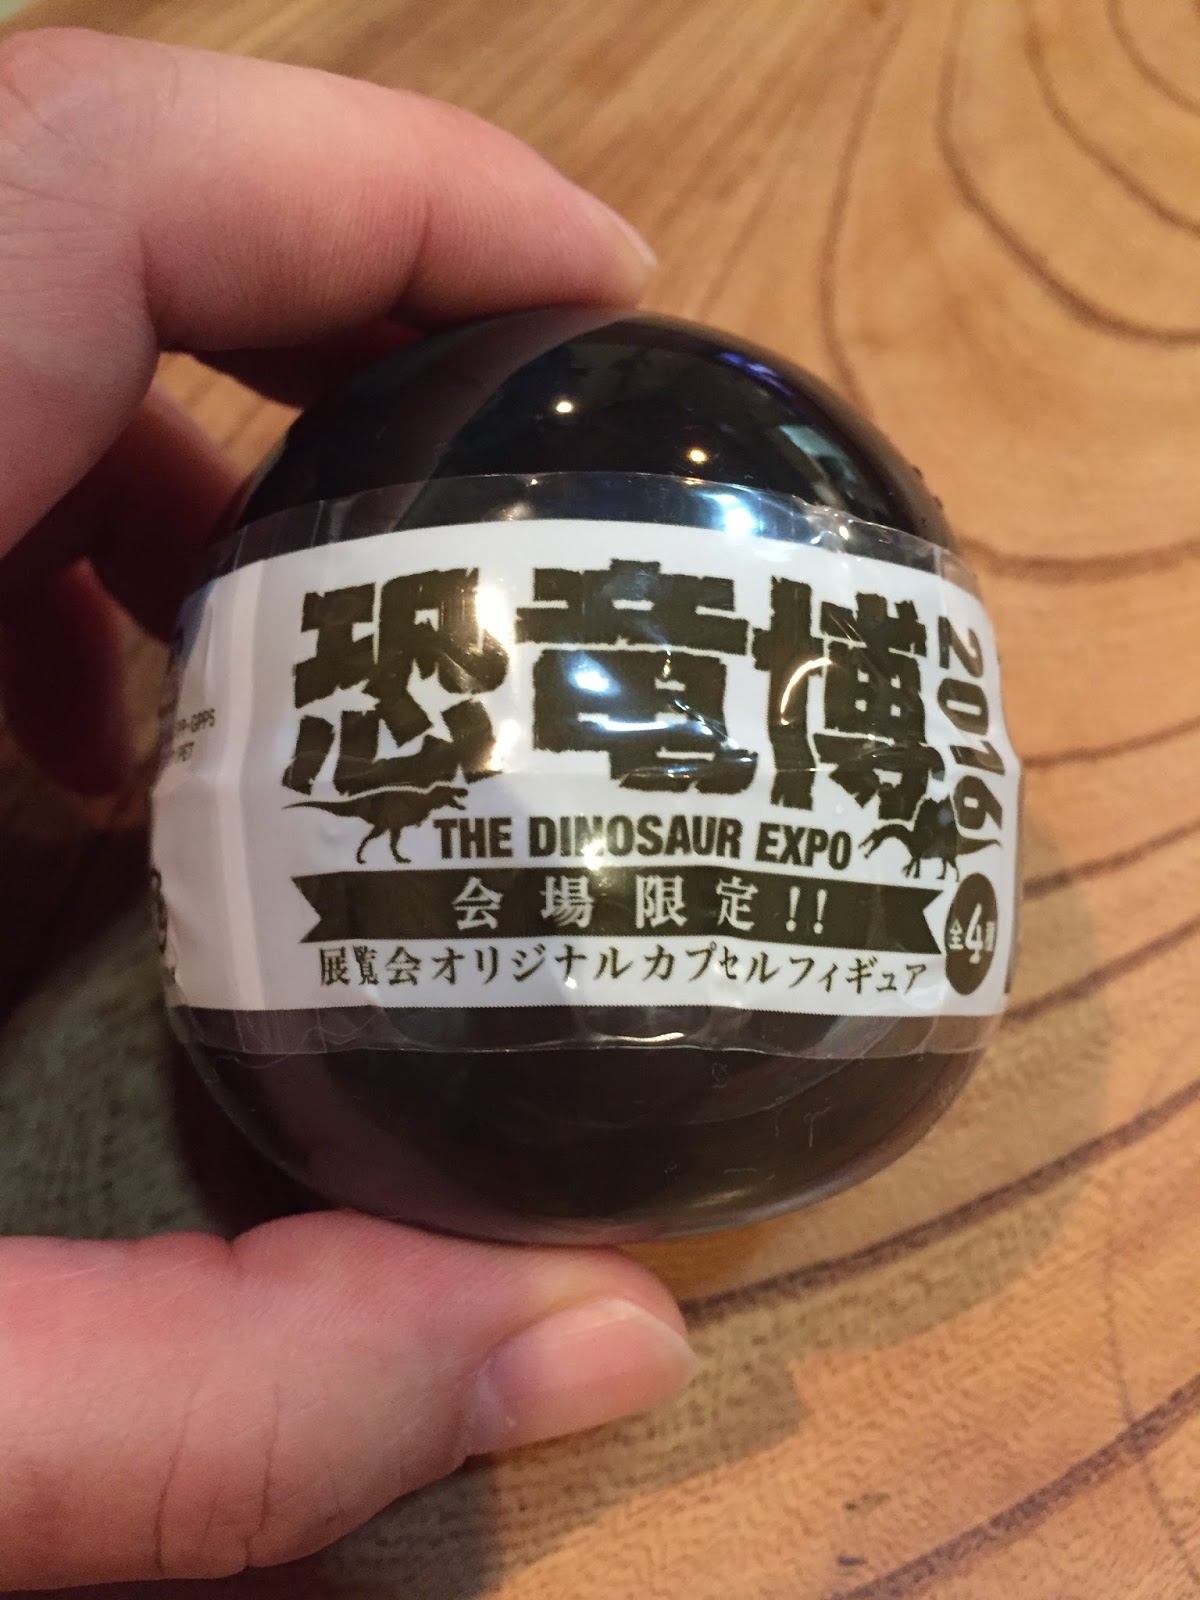 恐竜博
2016
THE DINOSAUR EXPO
会場限定!!
全4種
展覧会オリジナルカプセルフィギュア
PET